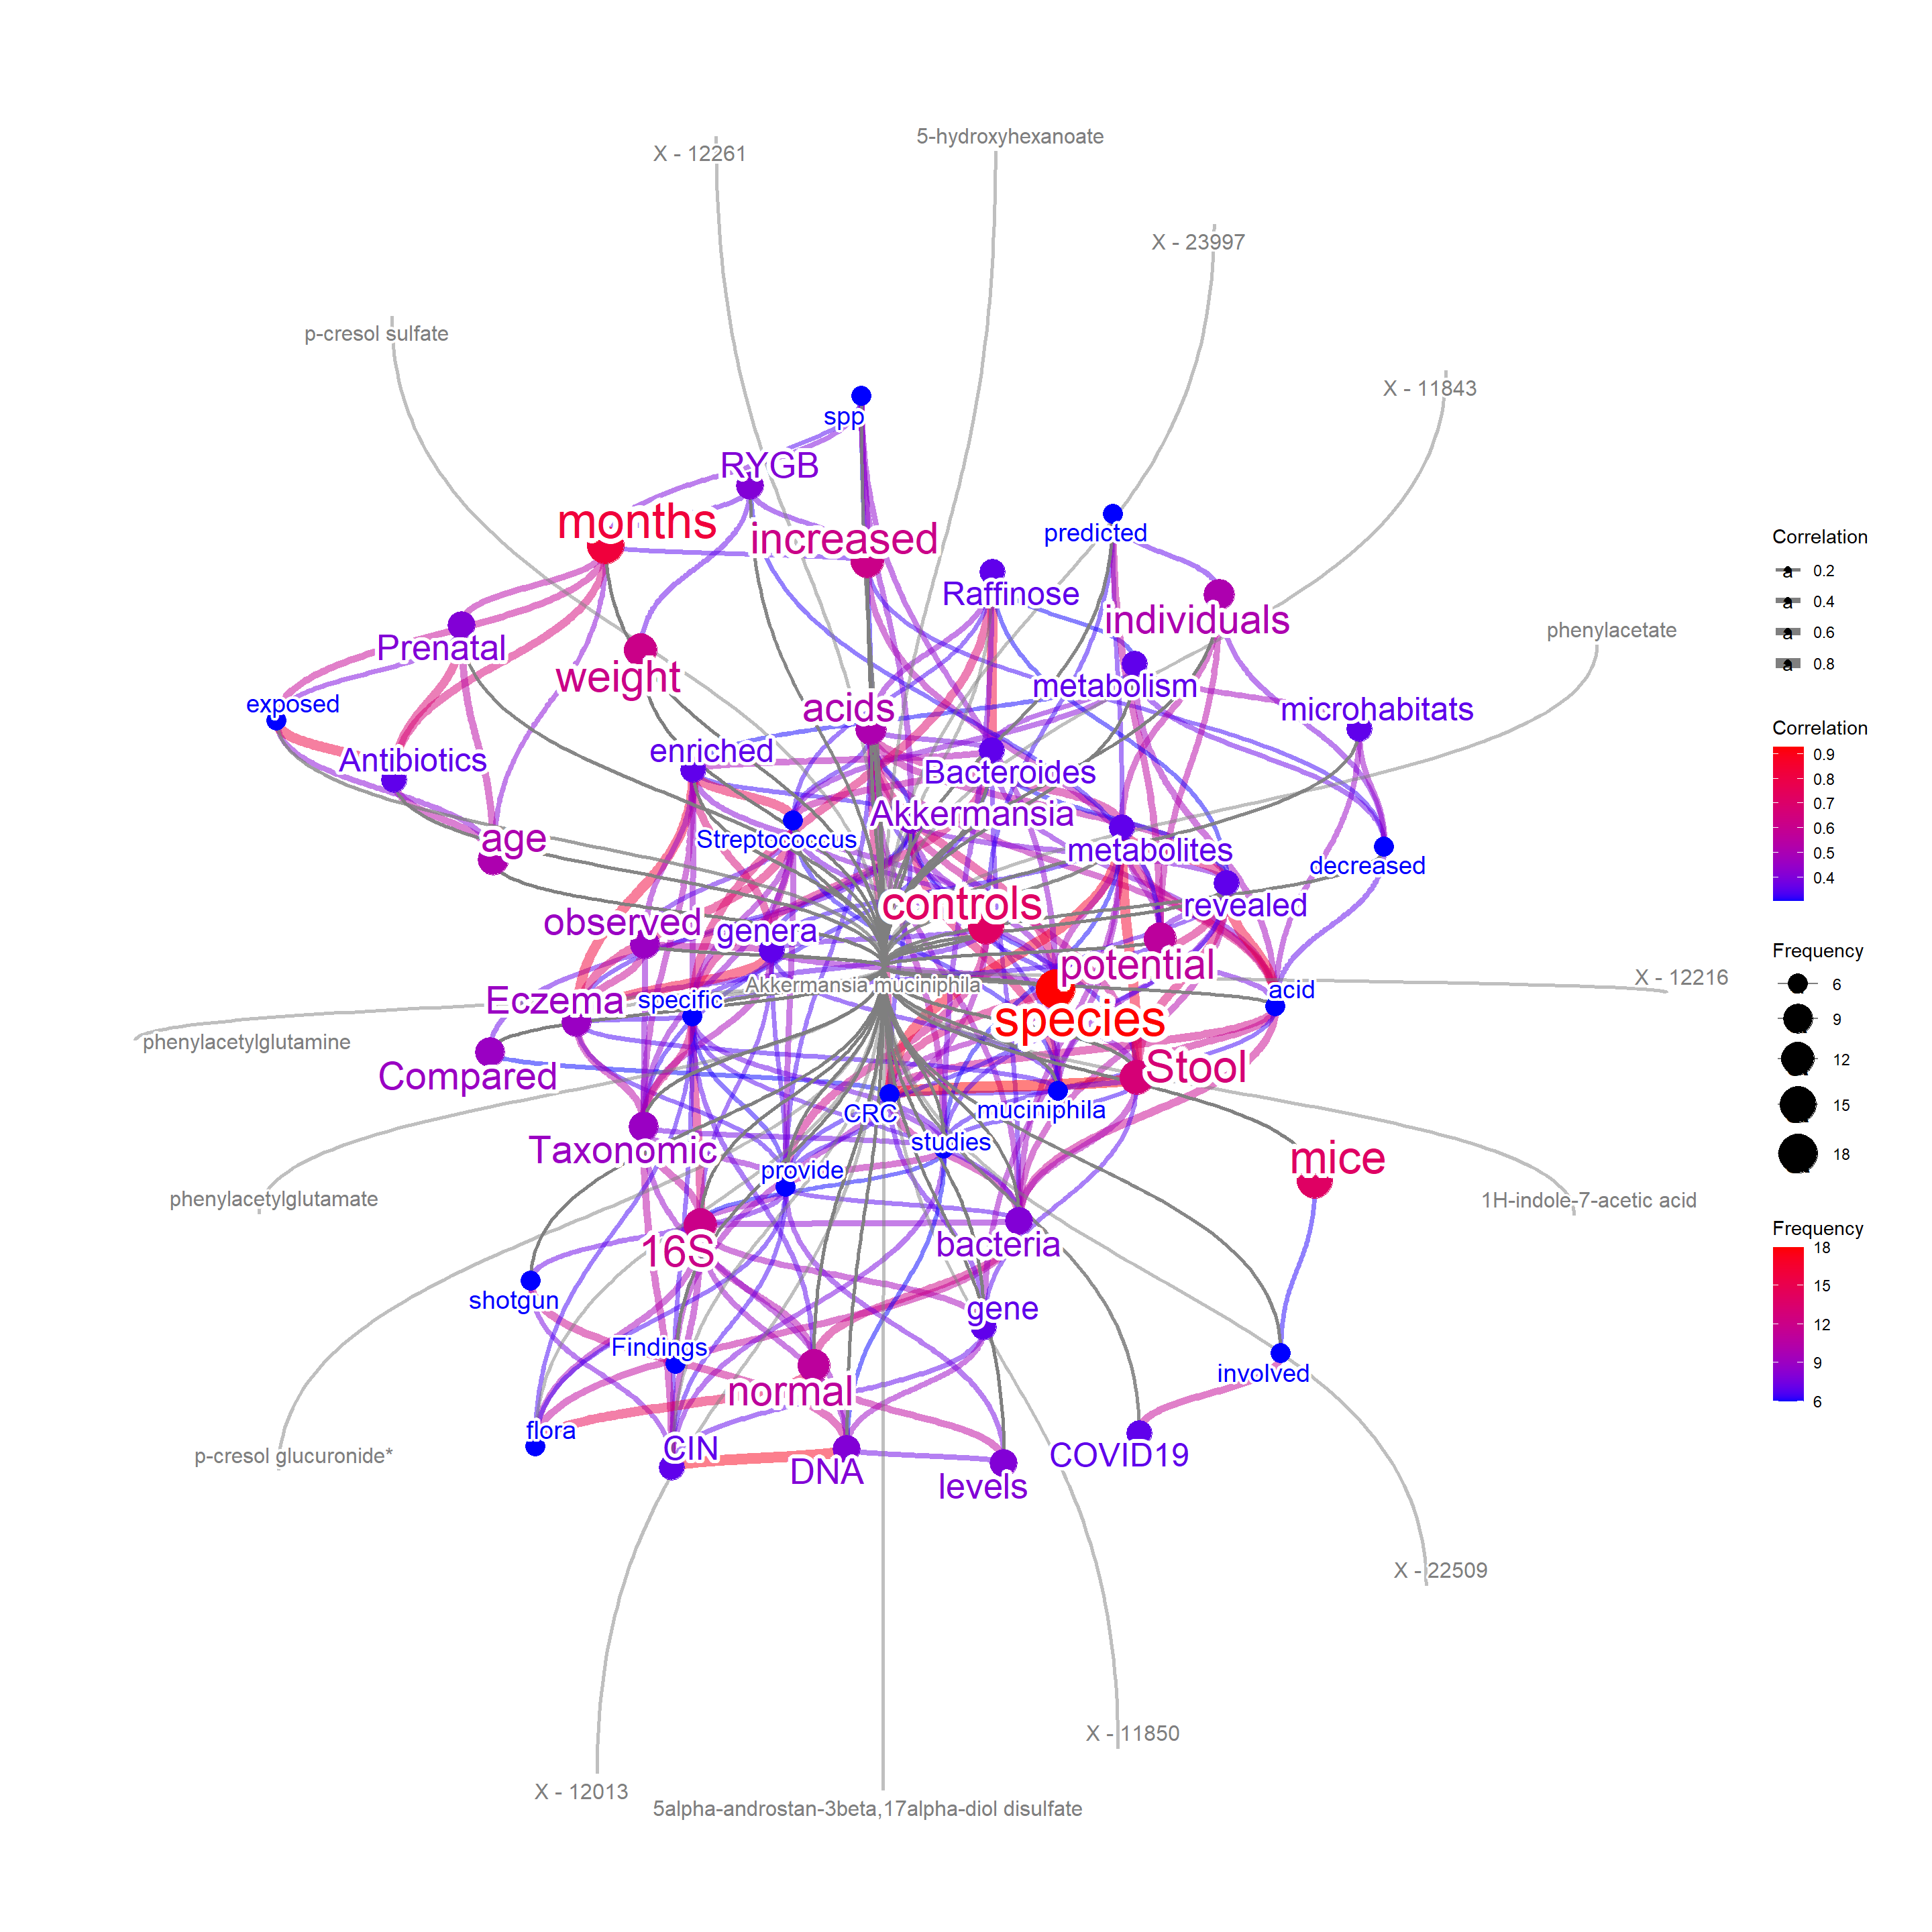 5-hydroxyhexanoate
X - 12261
X - 23997
p-cresol sulfate
X - 11843
spp
RYGB
months
increased
predicted
Raffinose
individuals
phenylacetate
Prenatal
weight
metabolism
exposed
acids
microhabitats
enriched
Antibiotics
Bacteroides
Akkermansia
age
Streptococcus
metabolites
decreased
controls
revealed
observed
genera
potential
Akkermansia muciniphila
X - 12216
acid
Eczema
specific
species
phenylacetylglutamine
Compared
Stool
CRC
muciniphila
studies
Taxonomic
provide
mice
phenylacetylglutamate
1H-indole-7-acetic acid
16S
bacteria
shotgun
gene
Findings
involved
normal
flora
CIN
p-cresol glucuronide*
COVID19
DNA
levels
X - 22509
X - 11850
X - 12013
5alpha-androstan-3beta,17alpha-diol disulfate
Correlation
a 0.2
a 0.4
a 0.6
a 0.8
Correlation
0.9
0.8
0.7
0.6
0.5
0.4
Frequency
6
9
12
15
18
Frequency
18
15
12
9
6